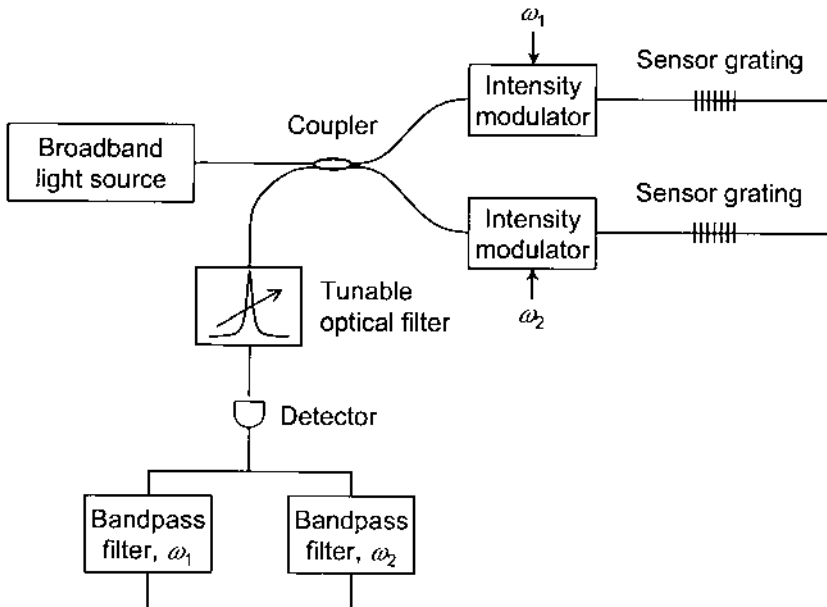 ω1
Intensity
modulator
Sensor grating
Coupler
Broadband
light source
Sensor grating
Intensity
modulator
ω2
Tunable
optical filter
Detector
Bandpass
filter, ω1
Bandpass
filter, ω2